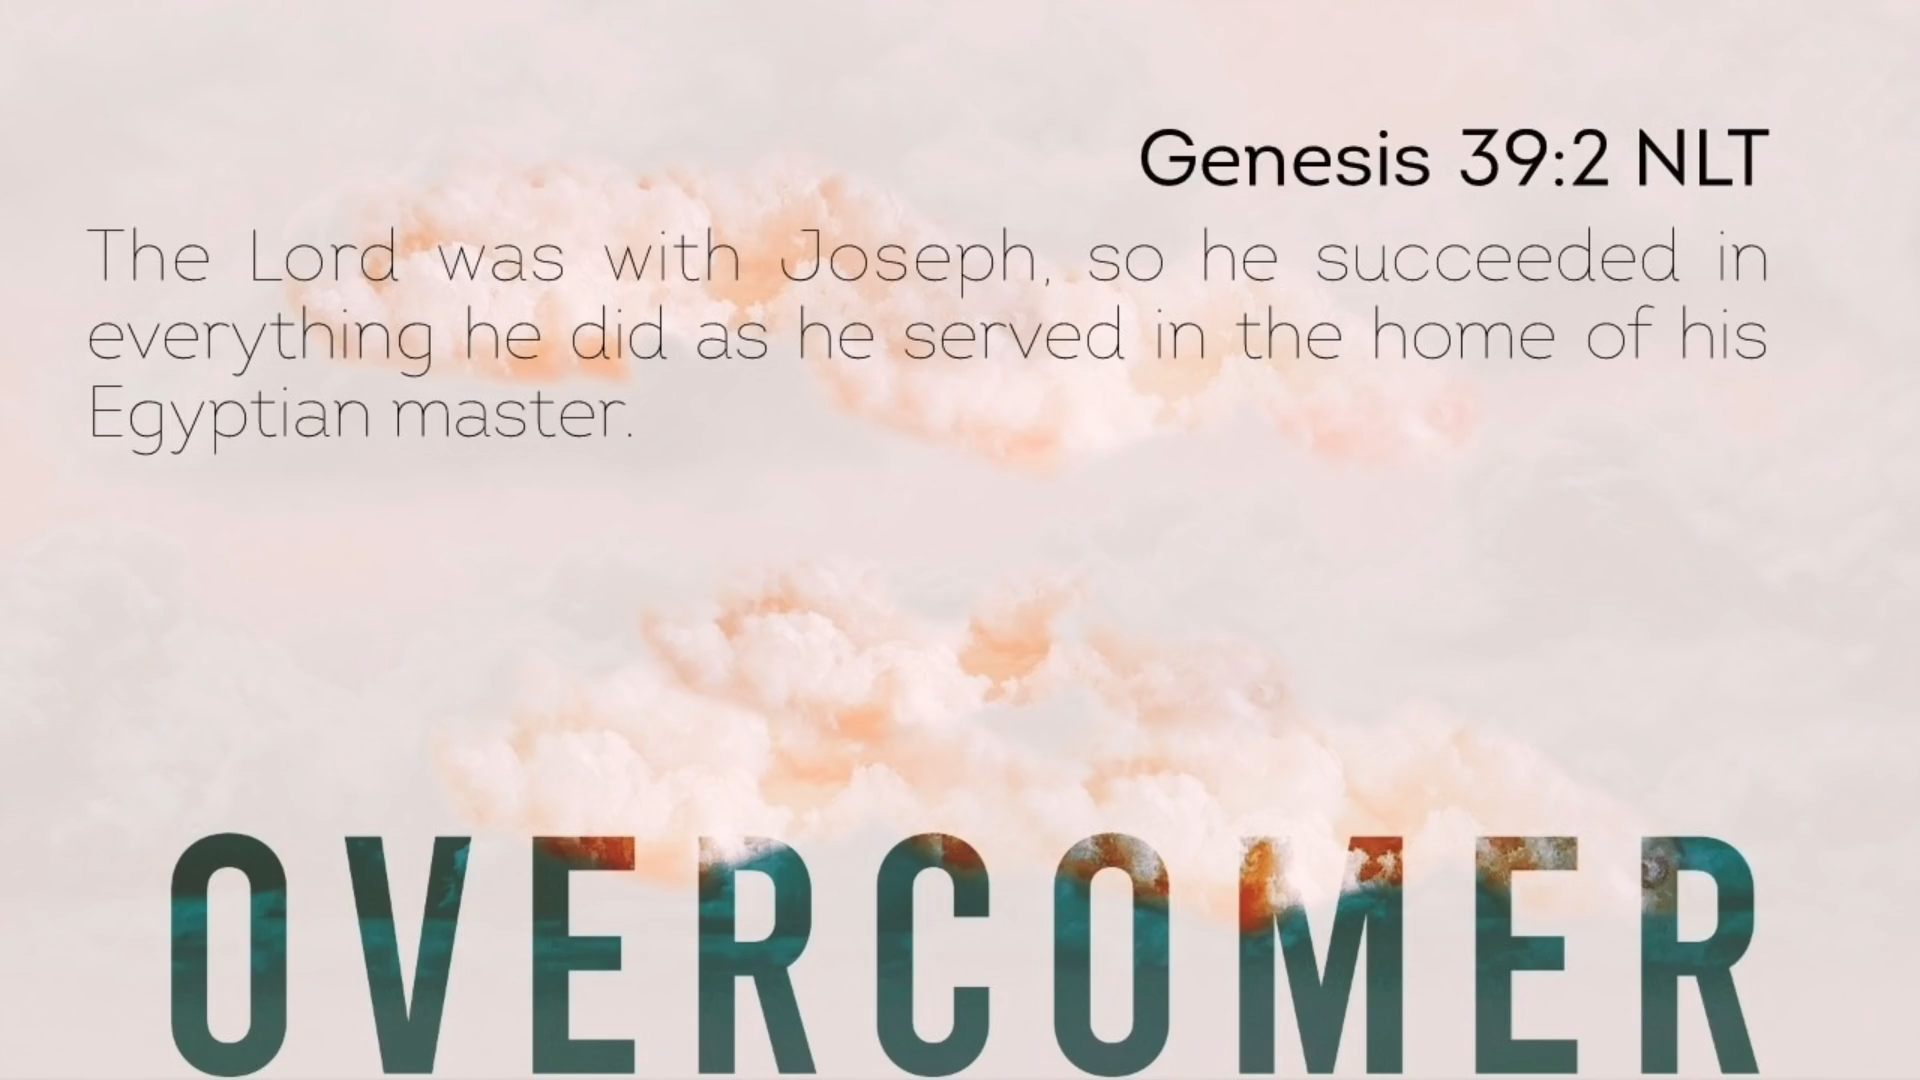 Genesis 39:2 NLT
The Lord was with Joseph, so he succeeded in
everything he did as he served in the home of his
Egyptian master.
OVERCOMER